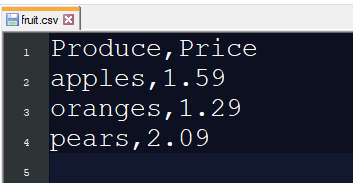 fruit.csv
1 Produce,Price
2 apples,1.59
3 oranges,1.29
4 pears,2.09
5